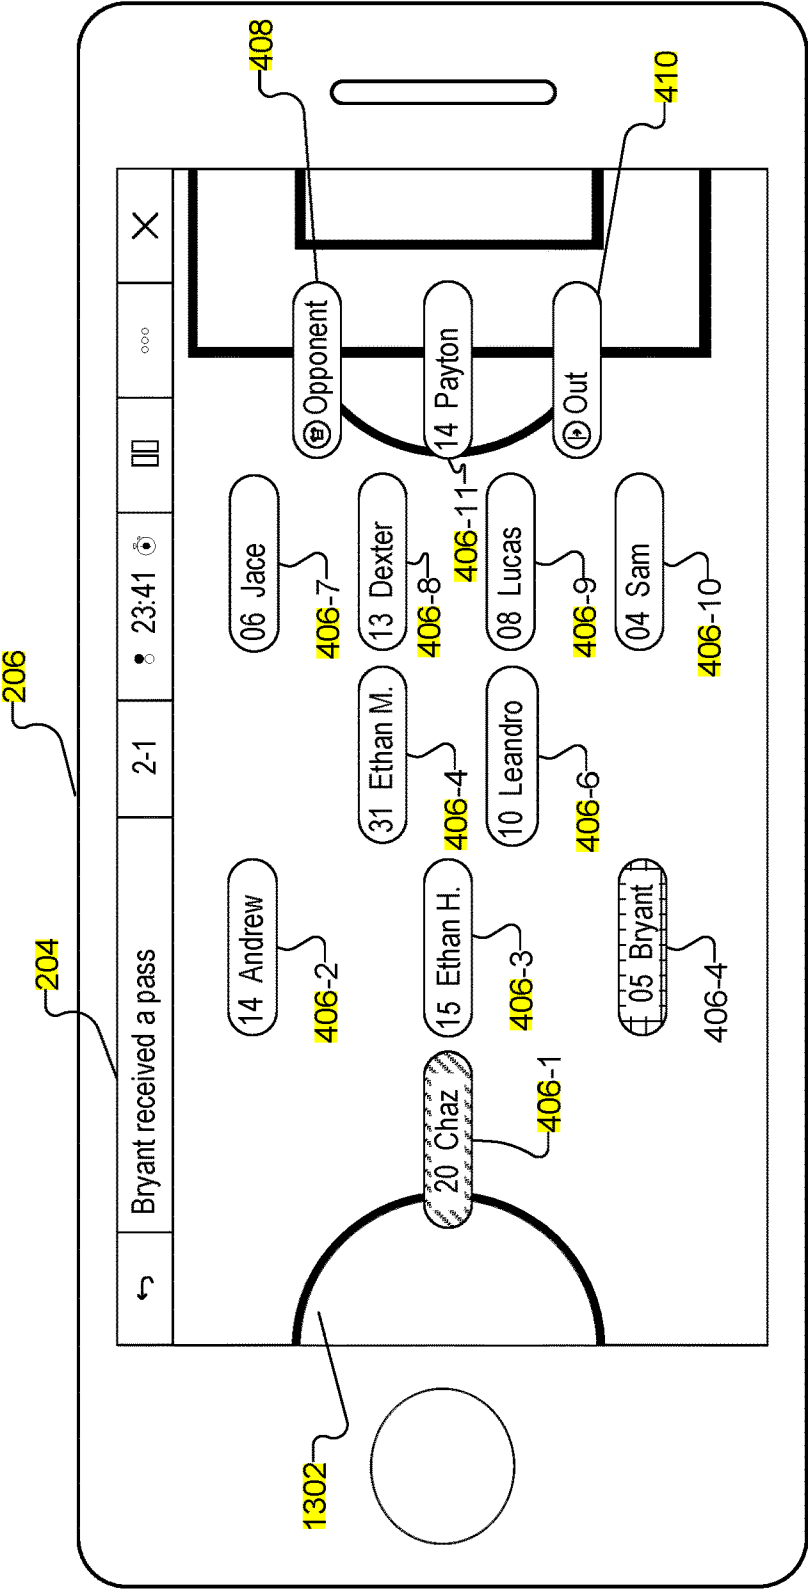 206
204
Bryant received a pass
2-1
23:41
408
410
Opponent
14 Payton
406-11
Out
06 Jace
406-7
13 Dexter
406-8
08 Lucas
406-9
04 Sam
406-10
31 Ethan M.
406-4
10 Leandro
406-6
14 Andrew
406-2
15 Ethan H.
406-3
05 Bryant
406-4
20 Chaz
406-1
1302